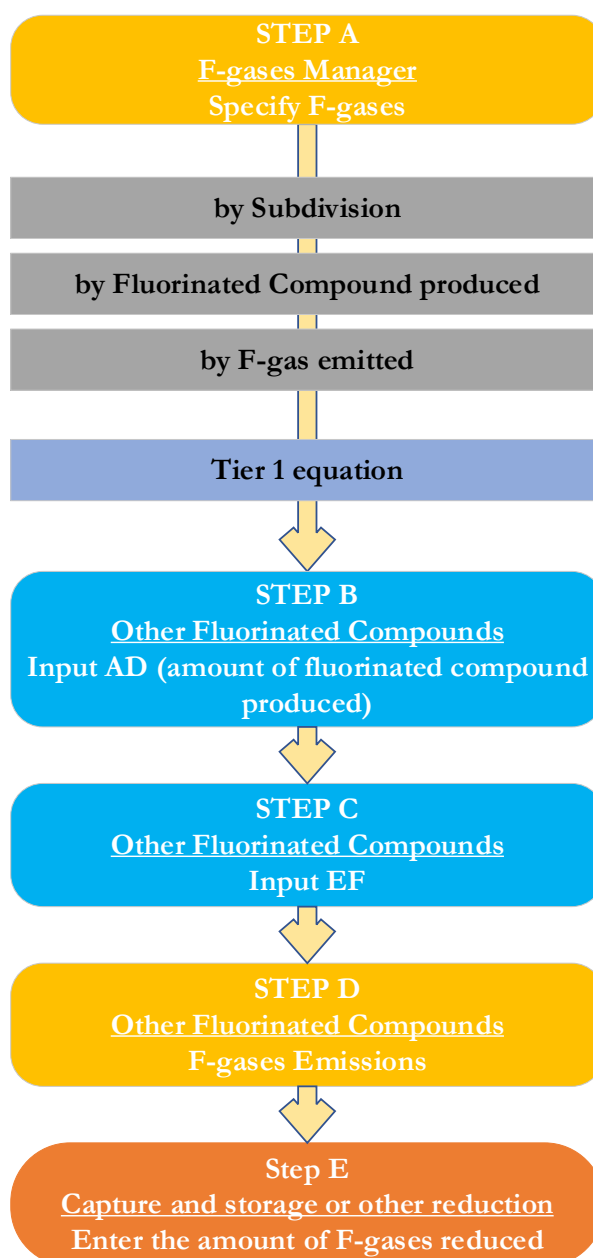 STEP A
F-gases Manager
Specify F-gases
by Subdivision
by Fluorinated Compound produced
by F-gas emitted
Tier 1 equation
STEP B
Other Fluorinated Compounds
Input AD (amount of fluorinated compound
produced)
STEP C
Other Fluorinated Compounds
Input EF
STEP D
Other Fluorinated Compounds
F-gases Emissions
Step E
Capture and storage or other reduction
Enter the amount of F-gases reduced